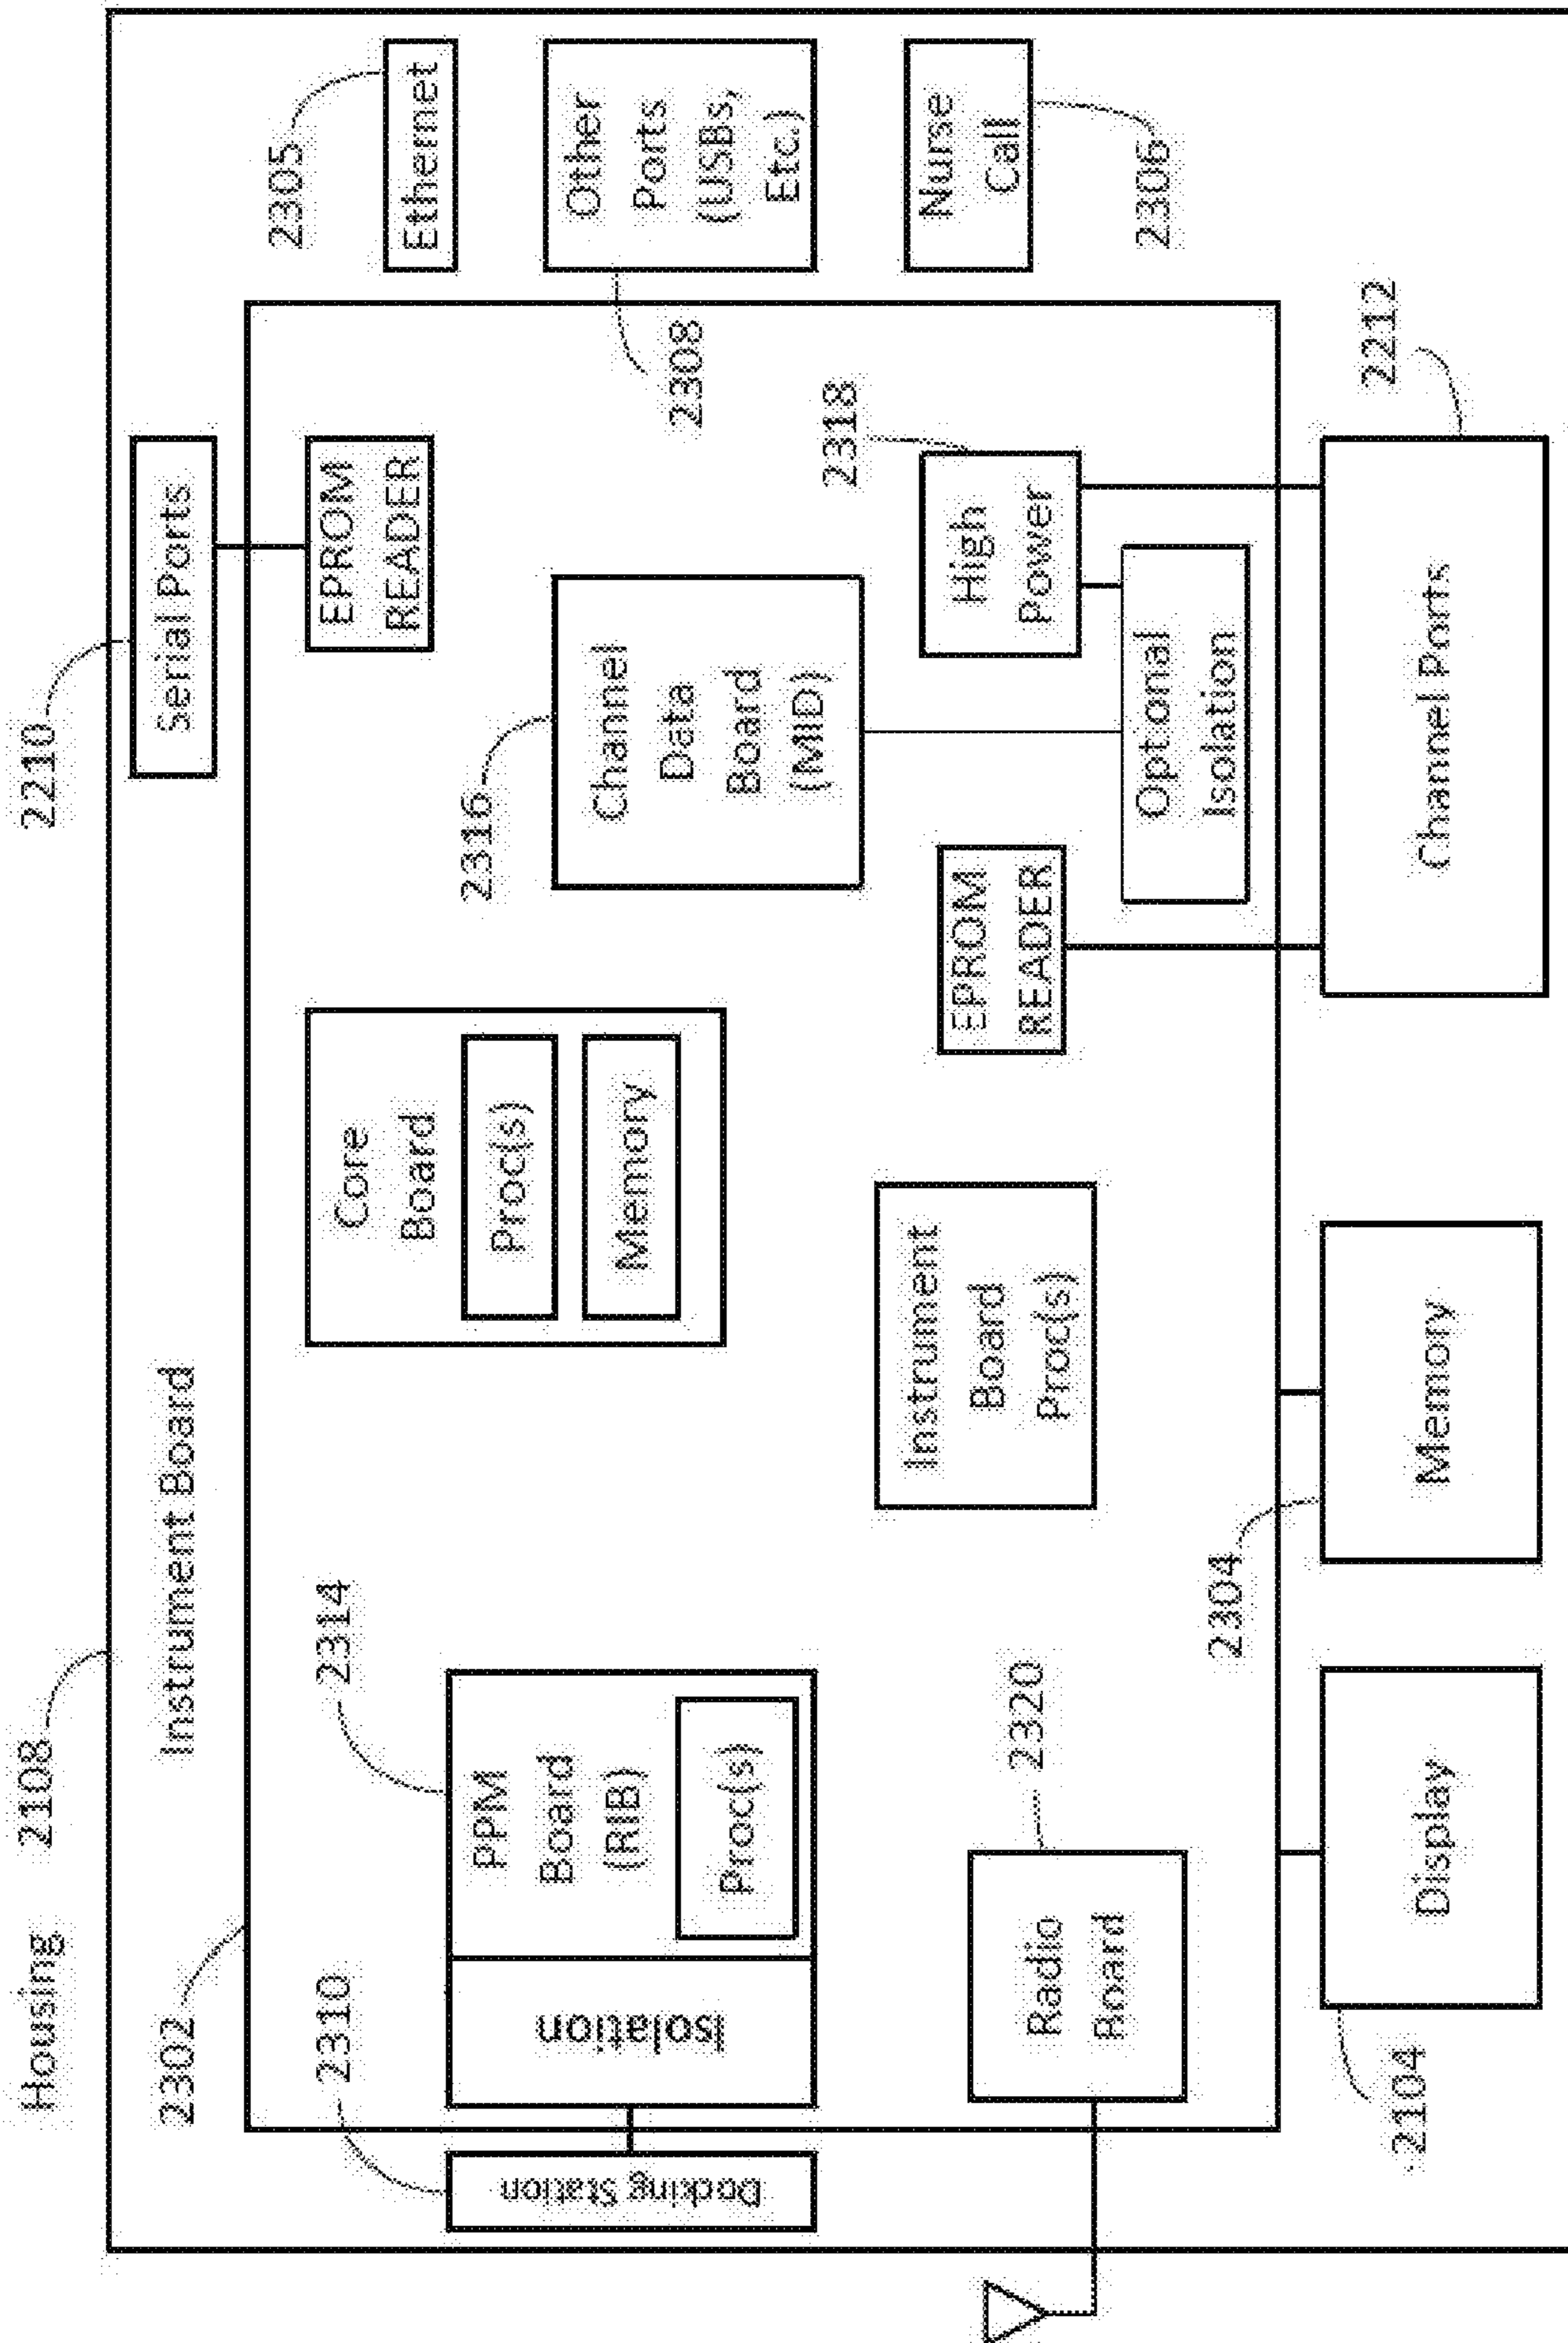 Housing
2108
2210
Instrument Board
2302
Serial Ports
2305
2310
2314
EPROM
READER
Ethernet
Docking Station
Isolation
PPM
Board
(RIB)
Proc(s)
Core
Board
Proc(s)
Memory
2316
Channel
Data
Board
(MID)
Other
Ports
(USBs,
Etc.)
2308
2318
Radio
Board
2320
Instrument
Board
Proc(s)
EPROM
READER
High
Power
Nurse
Call
2306
Optional
Isolation
2304
2212
2104
Display
Memory
Channel Ports